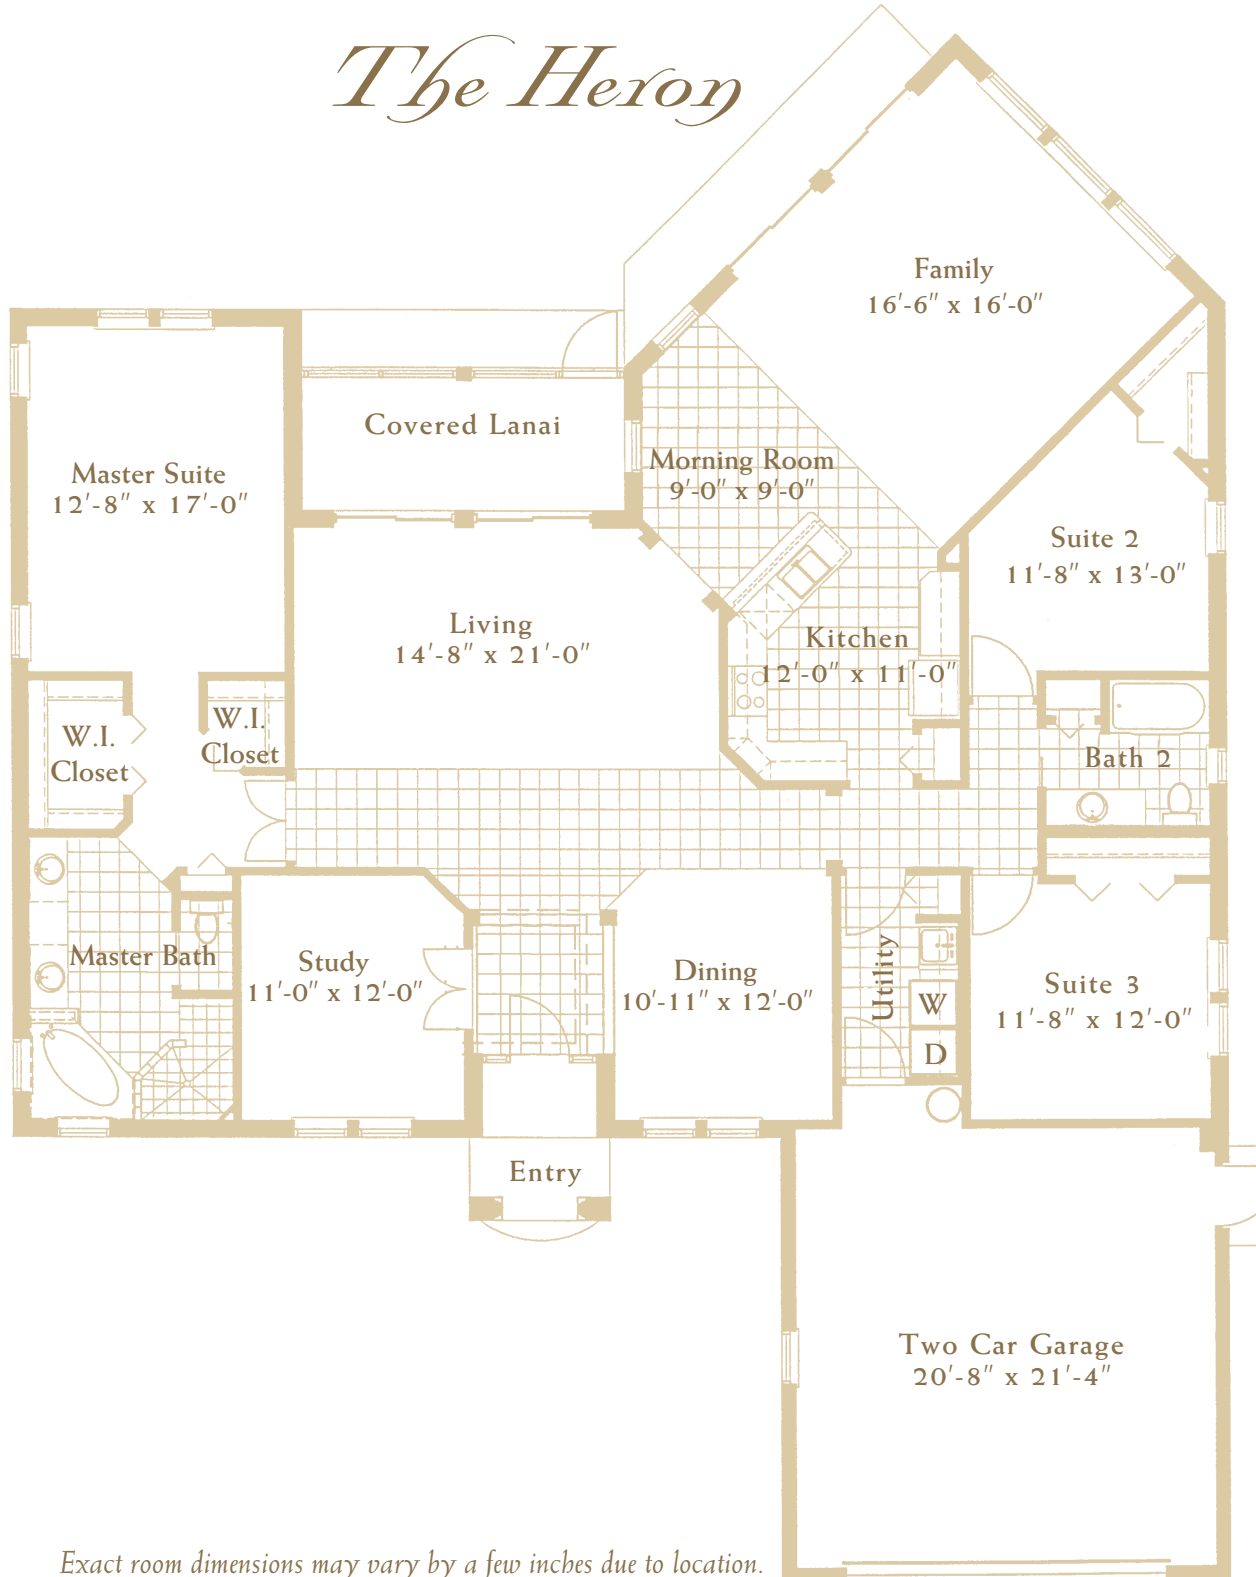 The Heron
Family
16'-6" x 16'-0"
Covered Lanai
Master Suite
12'-8" x 17'-0"
Morning Room
9'-0" x 9'-0"
Suite 2
11'-8" x 13'-0"
Living
14'-8" x 21'-0"
Kitchen
12'-0" x 11'-0"
W.I.
Closet
W.I.
Closet
Bath 2
Master Bath
Study
11'-0" x 12'-0"
Dining
10'-11" x 12'-0"
Utility
W
D
Suite 3
11'-8" x 12'-0"
Entry
Two Car Garage
20'-8" x 21'-4"
Exact room dimensions may vary by a few inches due to location.